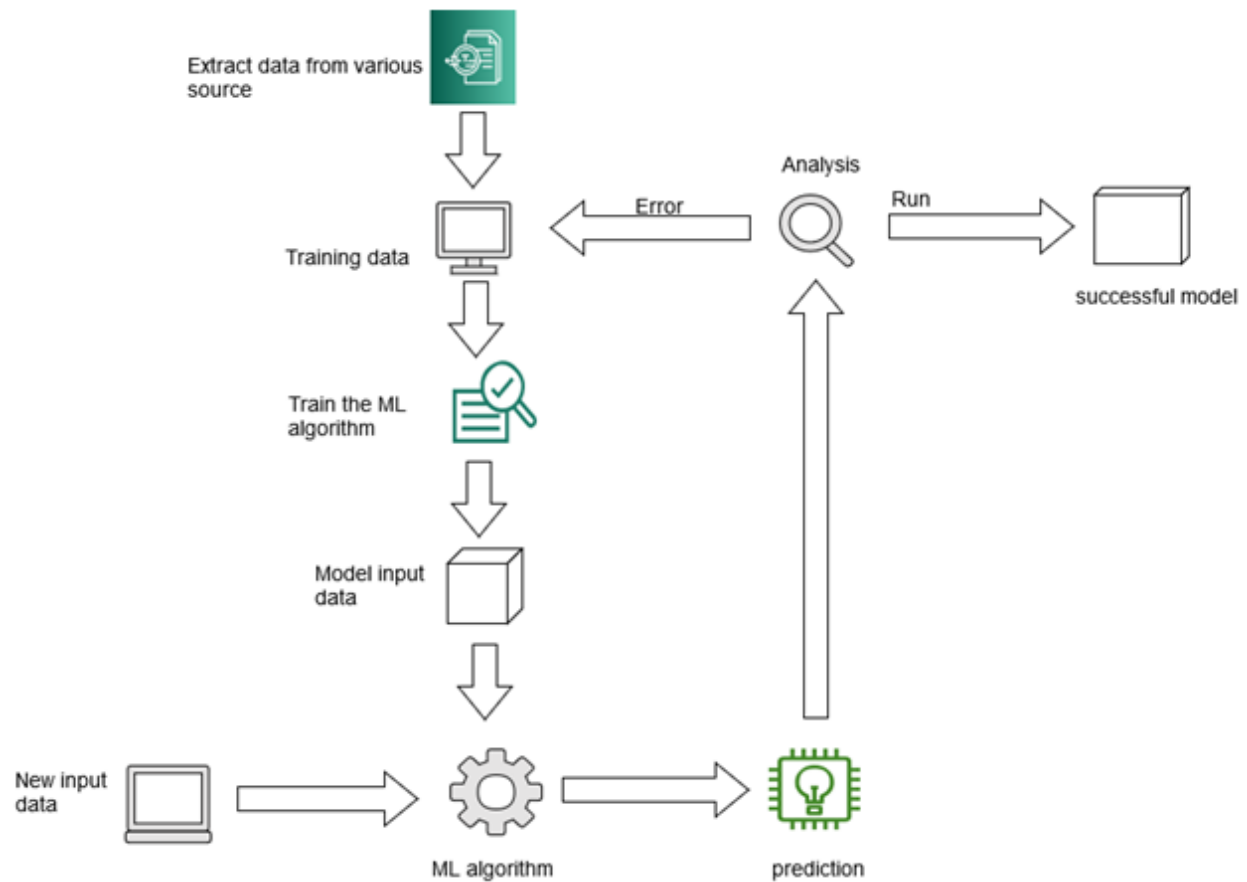 Extract data from various
source
Analysis
Error
Run
Training data
successful model
Train the ML
algorithm
Model input
data
New input
data
ML algorithm
prediction